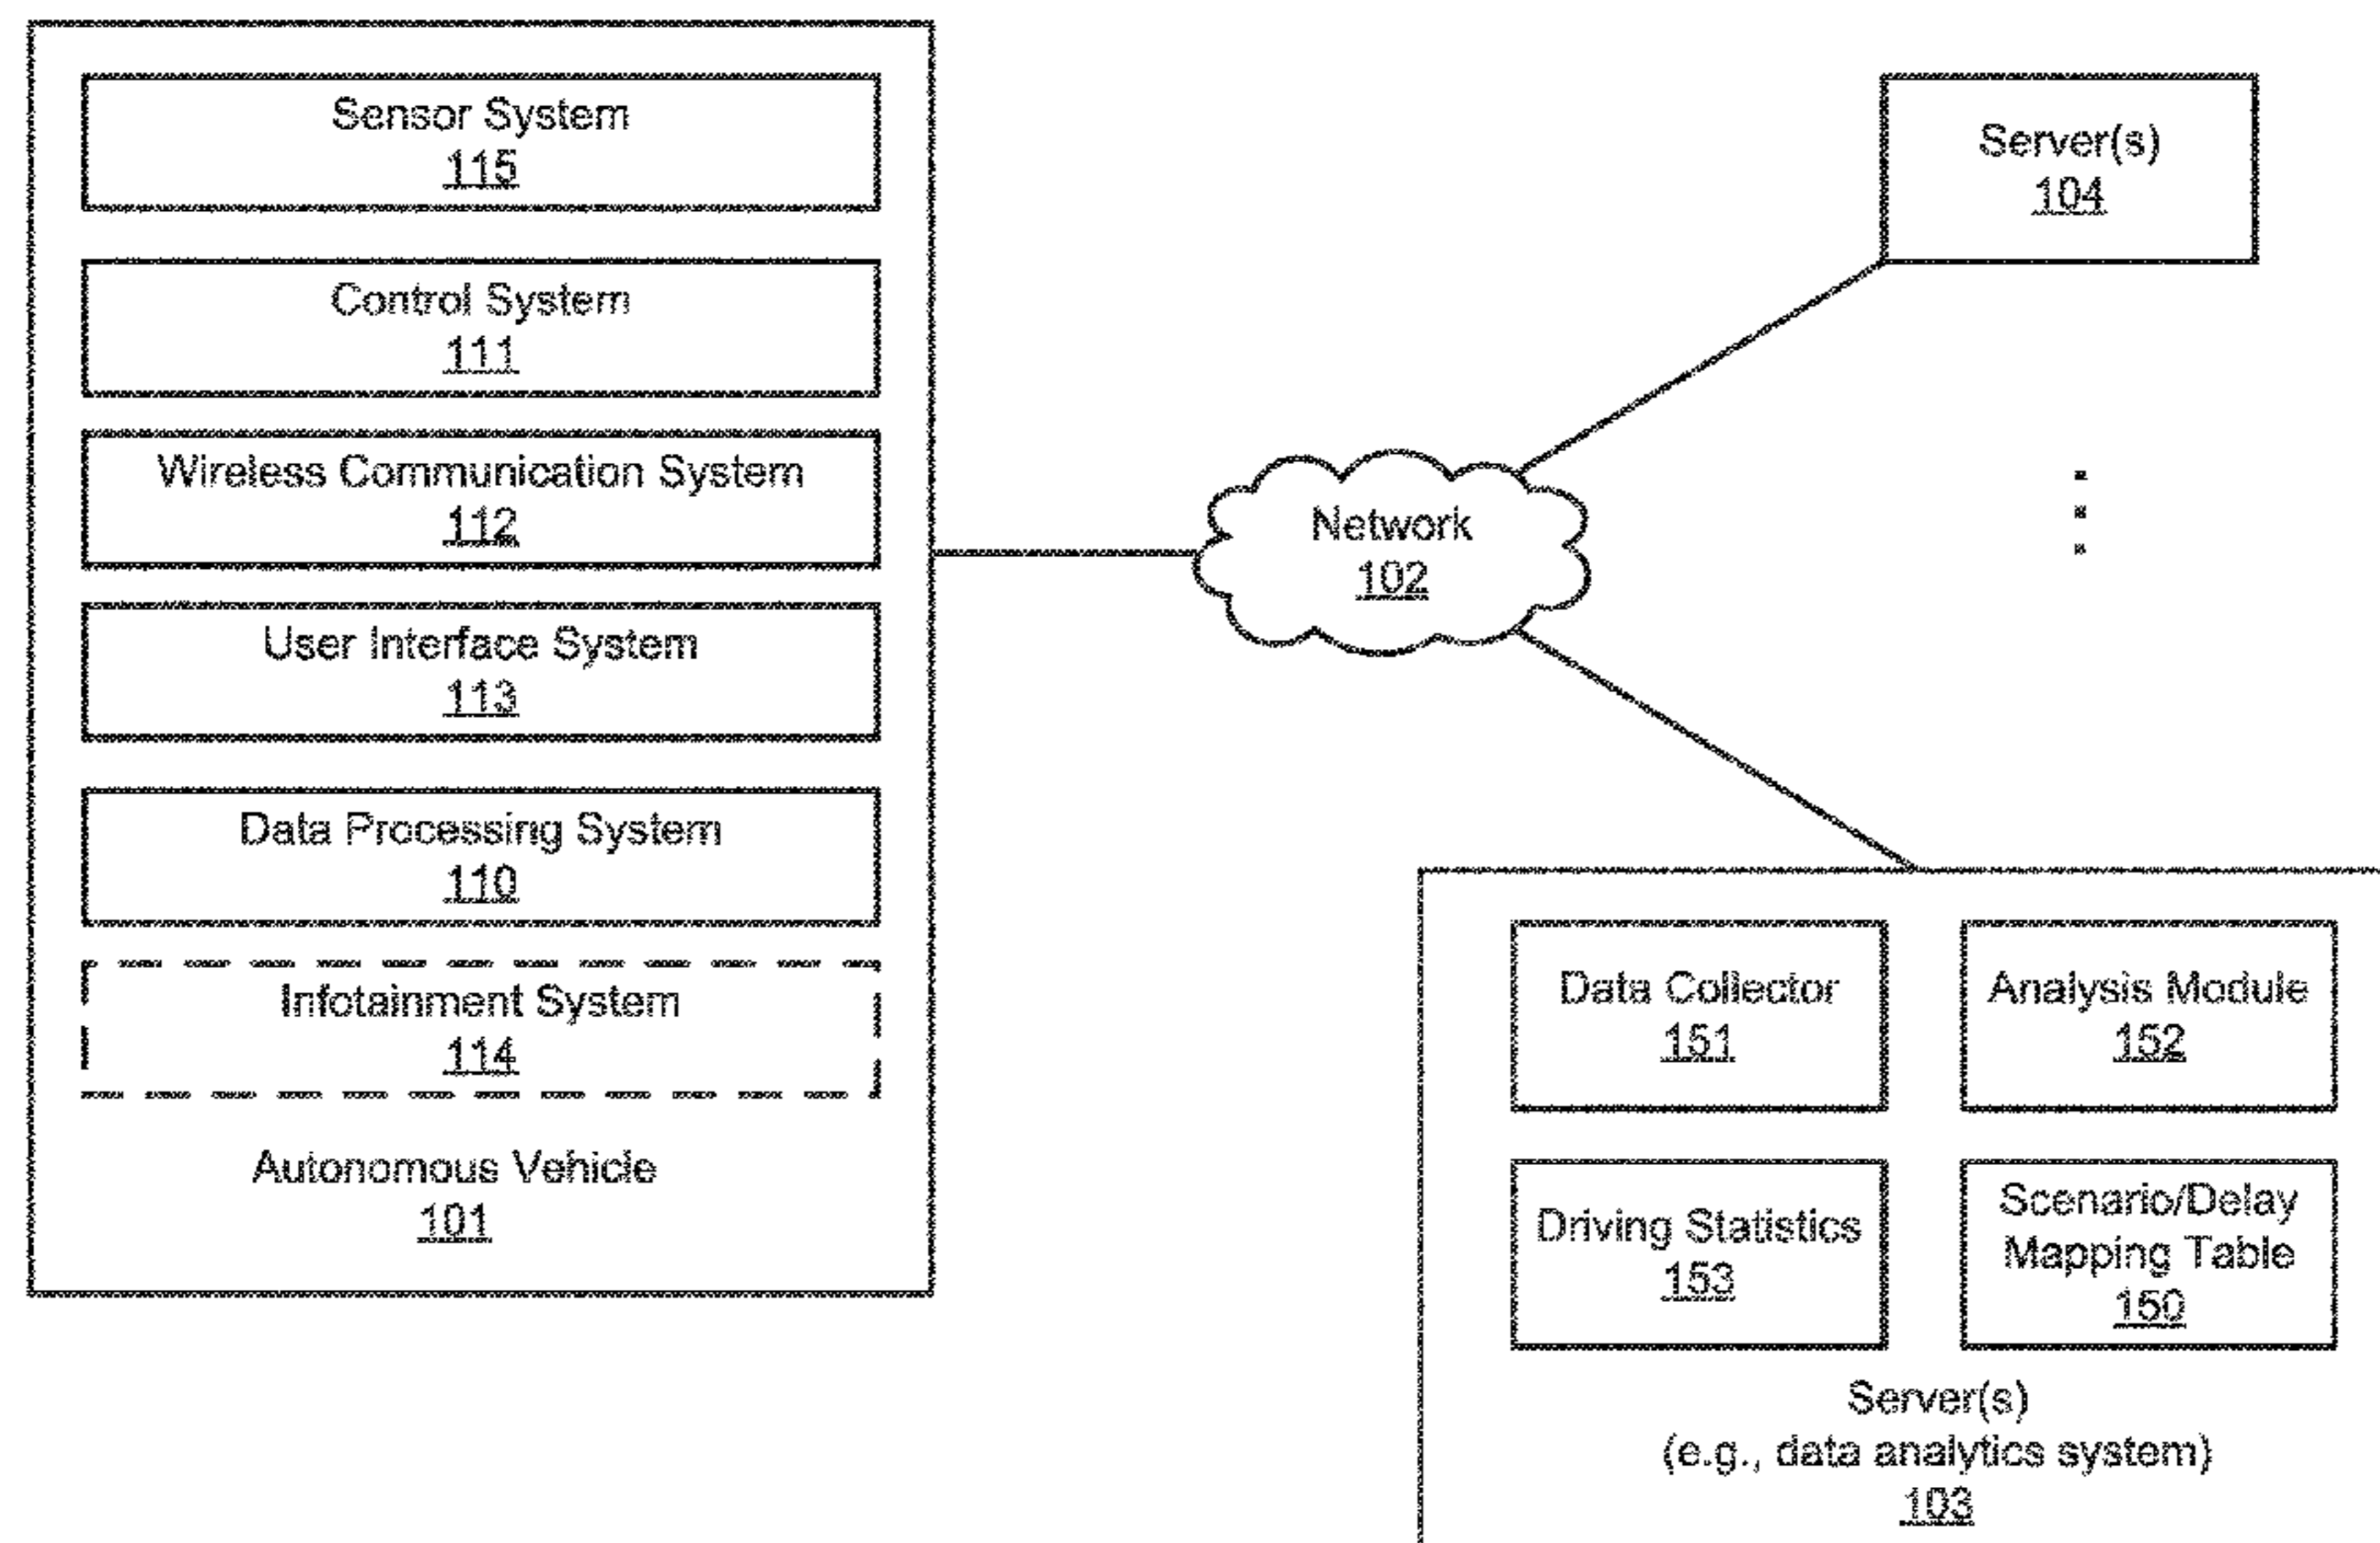 Sensor System
115
Control System
111
Wireless Communication System
112
User Interface System
113
Data Processing System
110
Infotainment System
114
Autonomous Vehicle
101
Network
102
Server(s)
104
Data Collector
151
Analysis Module
152
Driving Statistics
153
Scenario/Delay
Mapping Table
150
Server(s)
(e.g., data analytics system)
103